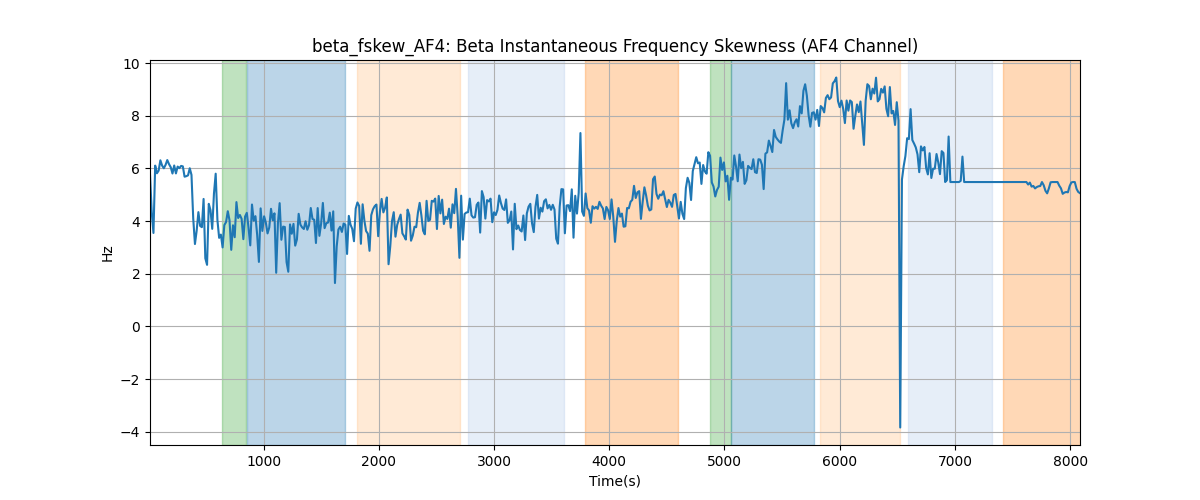 beta_fskew_AF4: Beta Instantaneous Frequency Skewness (AF4 Channel)
10
8
6
4
2
0
−2
−4
Hz
1000 2000 3000 4000 5000 6000 7000 8000
Time(s)